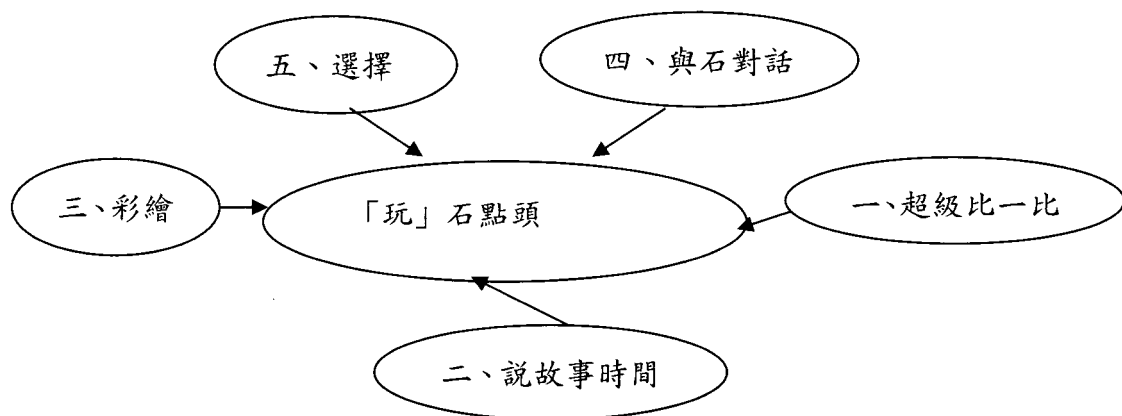 五、選擇
四、與石對話
三、彩繪
「玩」石點頭
一、超級比一比
二、說故事時間